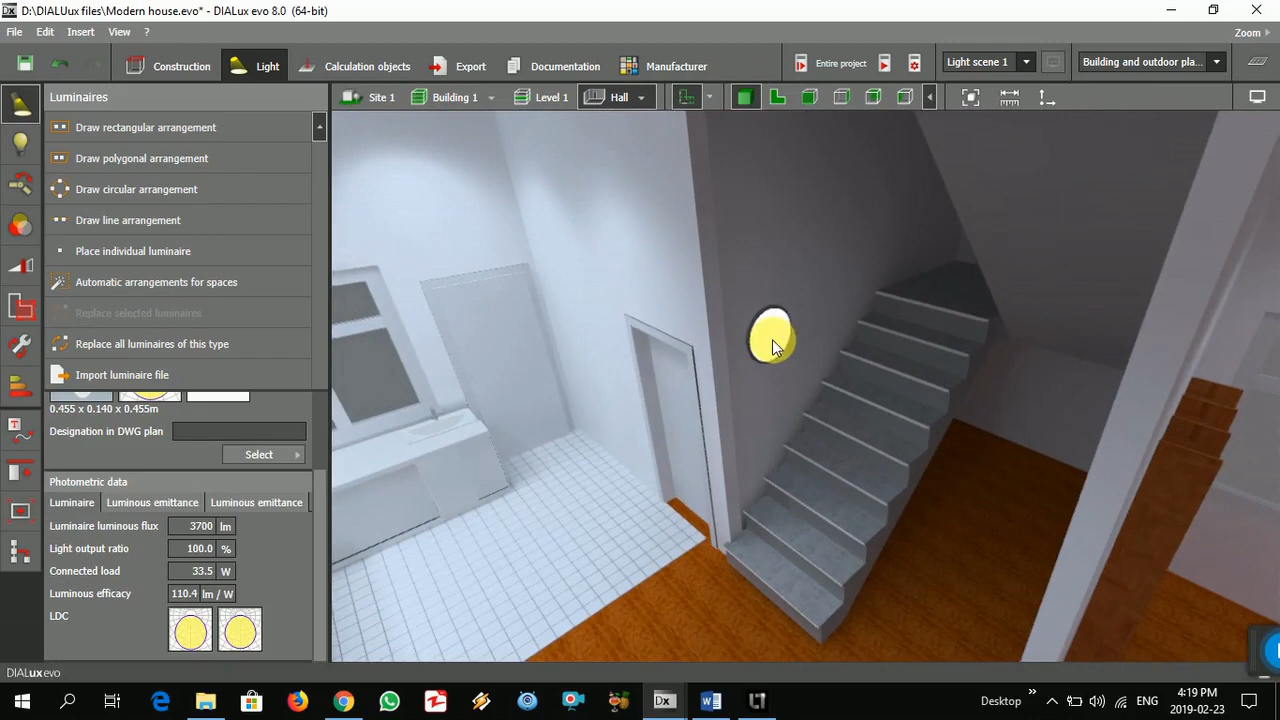 D:\DIALUux files\Modern house.evo* - DIALux evo 8.0 (64-bit)
File Edit Insert View ?
Zoom
Construction Light Calculation objects Export Documentation Manufacturer Entire project Light scene 1 Building and outdoor pla...
Luminaires
Site 1 Building 1 Level 1 Hall
Draw rectangular arrangement
Draw polygonal arrangement
Draw circular arrangement
Draw line arrangement
Place individual luminaire
Automatic arrangements for spaces
Replace selected luminaires
Replace all luminaires of this type
Import luminaire file
0.455 x 0.140 x 0.455m
Designation in DWG plan
Select
Photometric data
Luminaire Luminous emittance Luminous emittance
Luminaire luminous flux 3700 lm
Light output ratio 100.0 %
Connected load 33.5 W
Luminous efficacy 110.4 lm / W
LDC
DIALux evo
Desktop
ENG
4:19 PM
2019-02-23